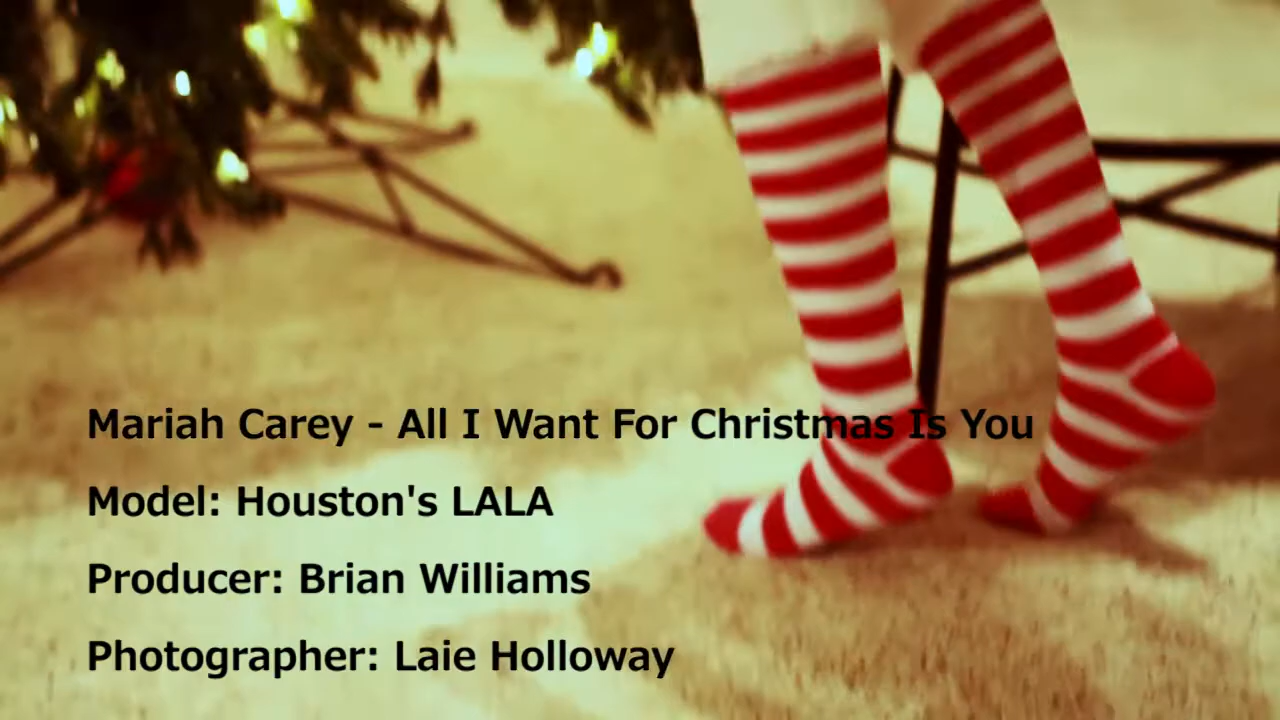 Mariah Carey - All I Want For Christmas Is You
Model: Houston's LALA
Producer: Brian Williams
Photographer: Laie Holloway